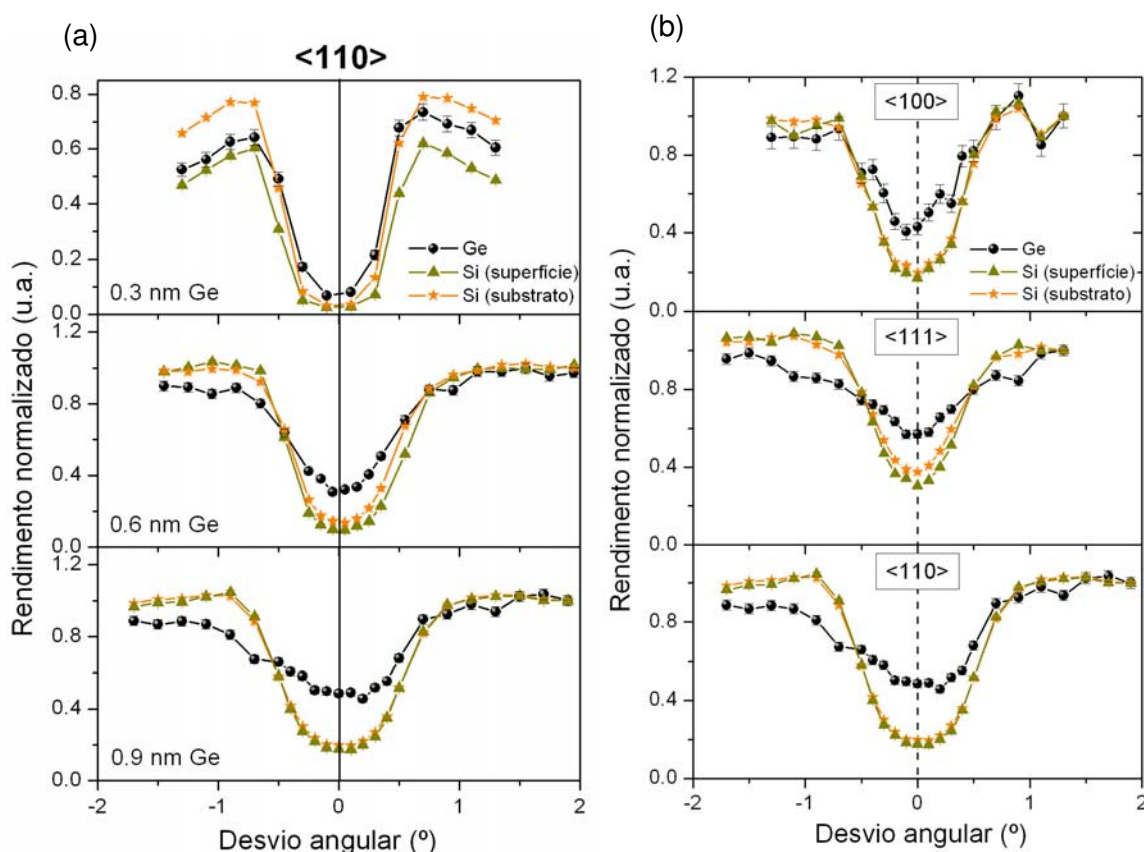 (a)
<110>
Rendimento normalizado (u.a.)
0.8
0.6
0.4
0.2
0.0
Ge
Si (superfície)
Si (substrato)
0.3 nm Ge
1.2
0.8
0.4
0.0
0.6 nm Ge
1.2
0.8
0.4
0.0
0.9 nm Ge
-2 -1 0 1 2
Desvio angular (º)
(b)
Rendimento normalizado (u.a.)
1.2
0.8
0.4
0.0
<100>
Ge
Si (superfície)
Si (substrato)
1.2
0.8
0.4
0.0
<111>
0.8
0.4
0.0
<110>
-2 -1 0 1 2
Desvio angular (º)